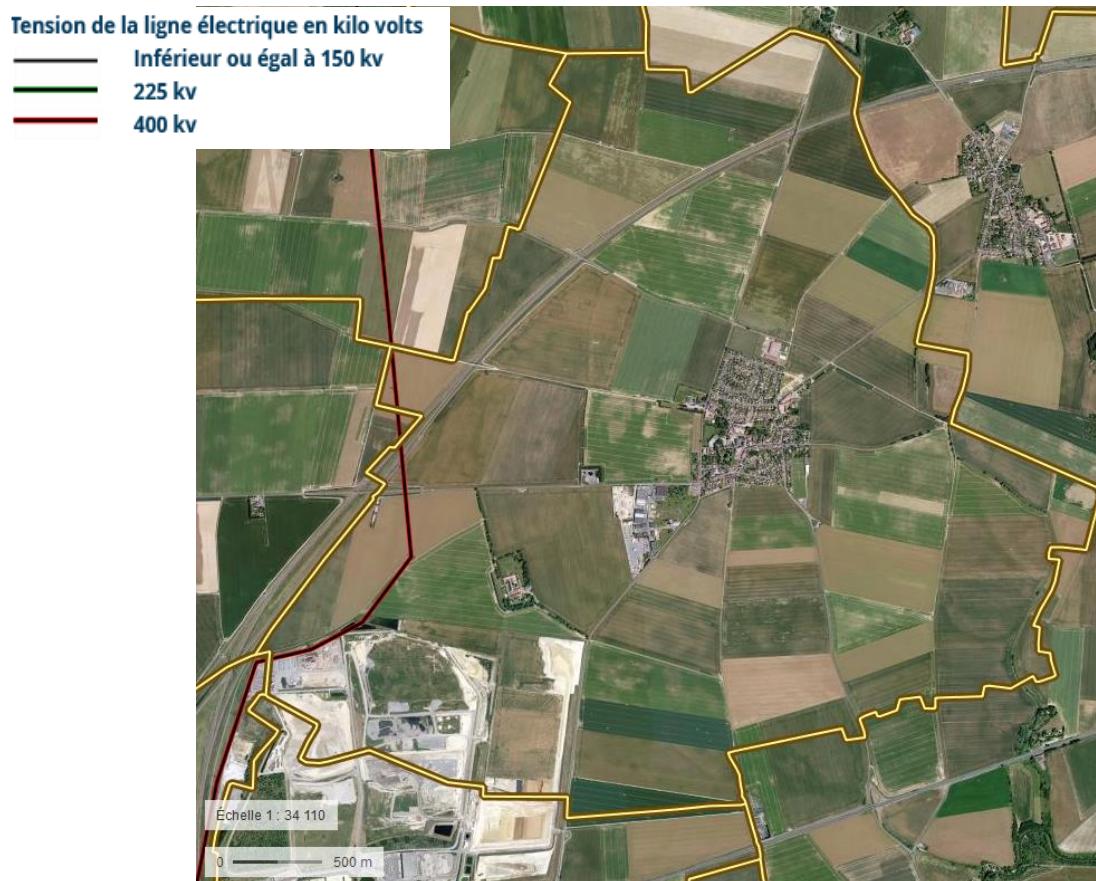 Tension de la ligne électrique en kilo volts
Inférieur ou égal à 150 kv
225 kv
400 kv
Échelle 1 : 34 110
0 500 m